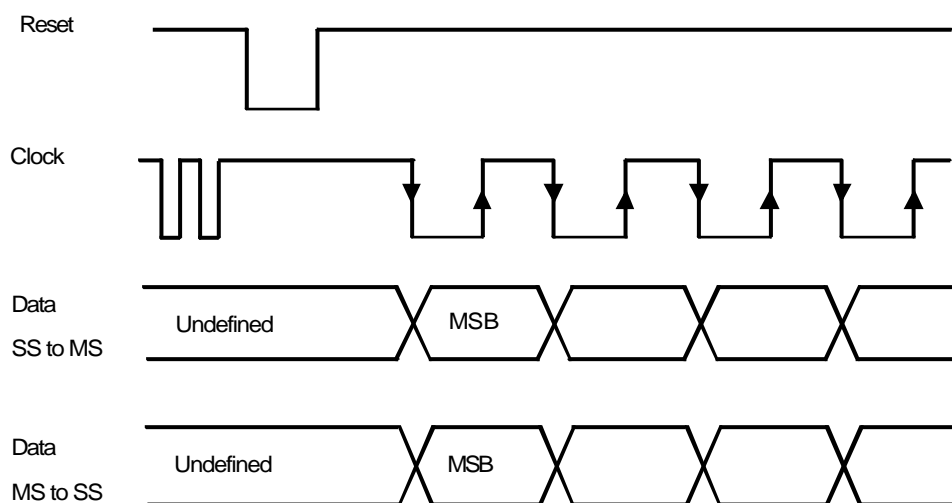 Reset
Clock
Data
SS to MS
Undefined
MSB
Data
MS to SS
Undefined
MSB